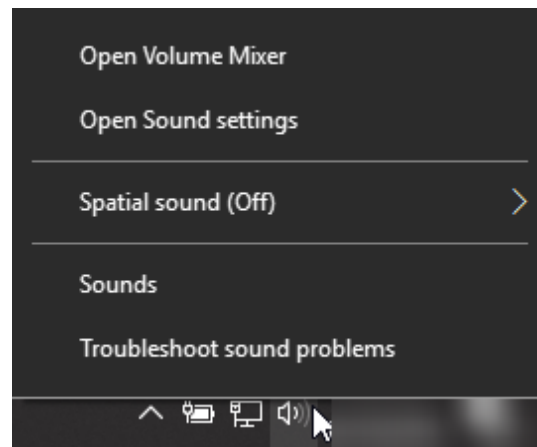 Open Volume Mixer
Open Sound settings
Spatial sound (Off)
Sounds
Troubleshoot sound problems